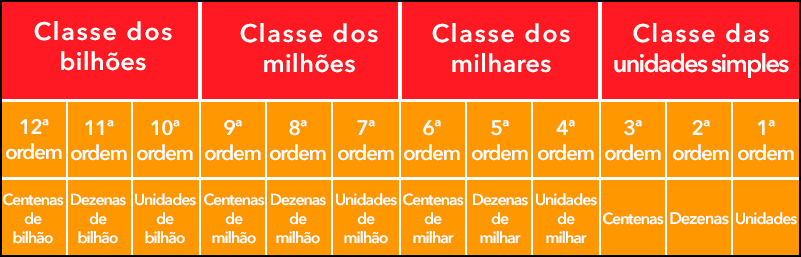 Classe dos
bilhões
Classe dos
milhões
Classe dos
milhares
Classe das
unidades simples
12ª
ordem
11ª
ordem
10ª
ordem
9ª
ordem
8ª
ordem
7ª
ordem
6ª
ordem
5ª
ordem
4ª
ordem
3ª
ordem
2ª
ordem
1ª
ordem
Centenas
de
bilhão
Dezenas
de
bilhão
Unidades
de
bilhão
Centenas
de
milhão
Dezenas
de
milhão
Unidades
de
milhão
Centenas
de
milhar
Dezenas
de
milhar
Unidades
de
milhar
Centenas
Dezenas
Unidades